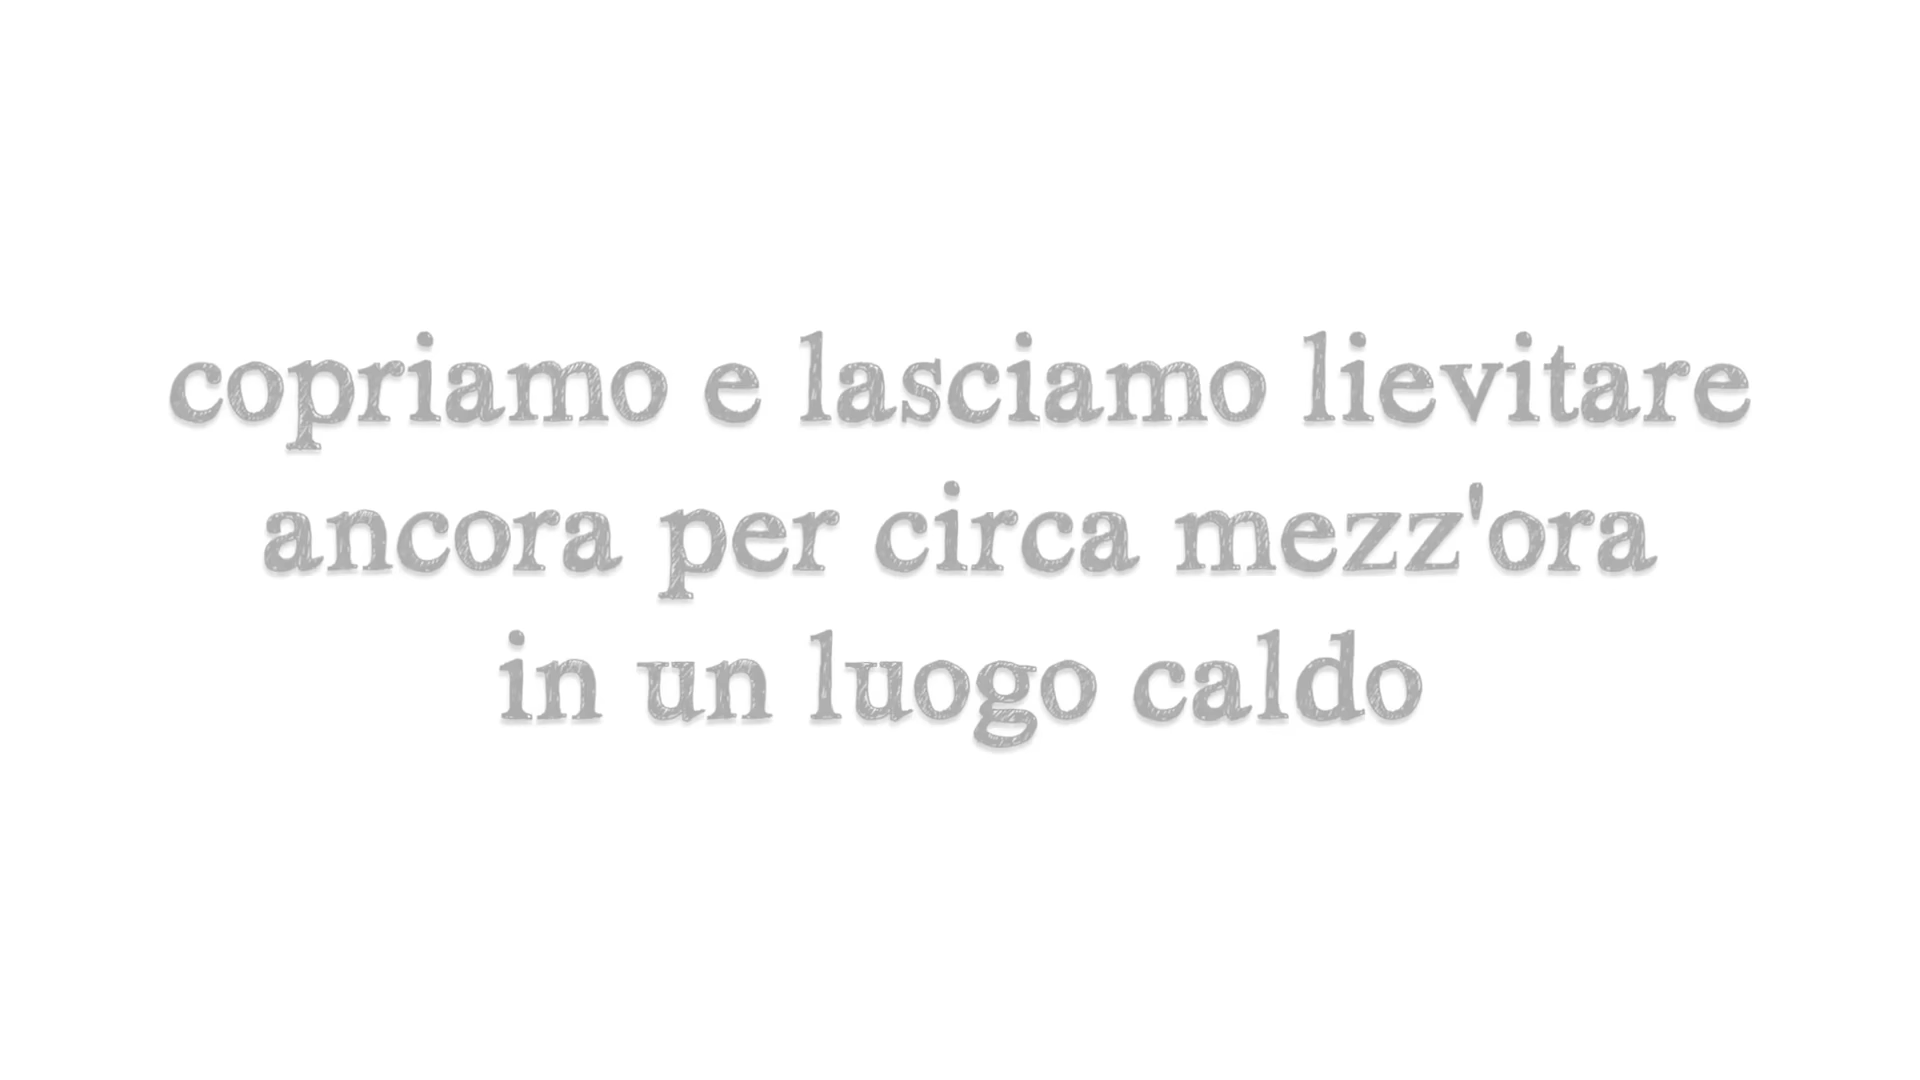 copriamo e lasciamo lievitare
ancora per circa mezz'ora
in un luogo caldo